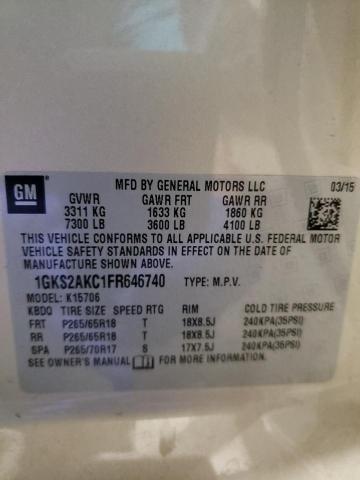 GM
MFD BY GENERAL MOTORS LLC 03/15
GVWR GAWR FRT GAWR RR
3311 KG 1633 KG 1860 KG
7300 LB 3600 LB 4100 LB
THIS VEHICLE CONFORMS TO ALL APPLICABLE U.S. FEDERAL MOTOR
VEHICLE SAFETY STANDARDS IN EFFECT ON THE DATE OF
MANUFACTURE SHOWN ABOVE.
1GKS2AKC1FR646740 TYPE: M.P.V.
MODEL: K15706
KBDQ TIRE SIZE SPEED RTG RIM COLD TIRE PRESSURE
FRT P265/65R18 T 18X8.5J 240KPA(35PSI)
RR P265/65R18 T 18X8.5J 240KPA(35PSI)
SPA P265/70R17 S 17X7.5J 240KPA(35PSI)
SEE OWNER'S MANUAL FOR MORE INFORMATION